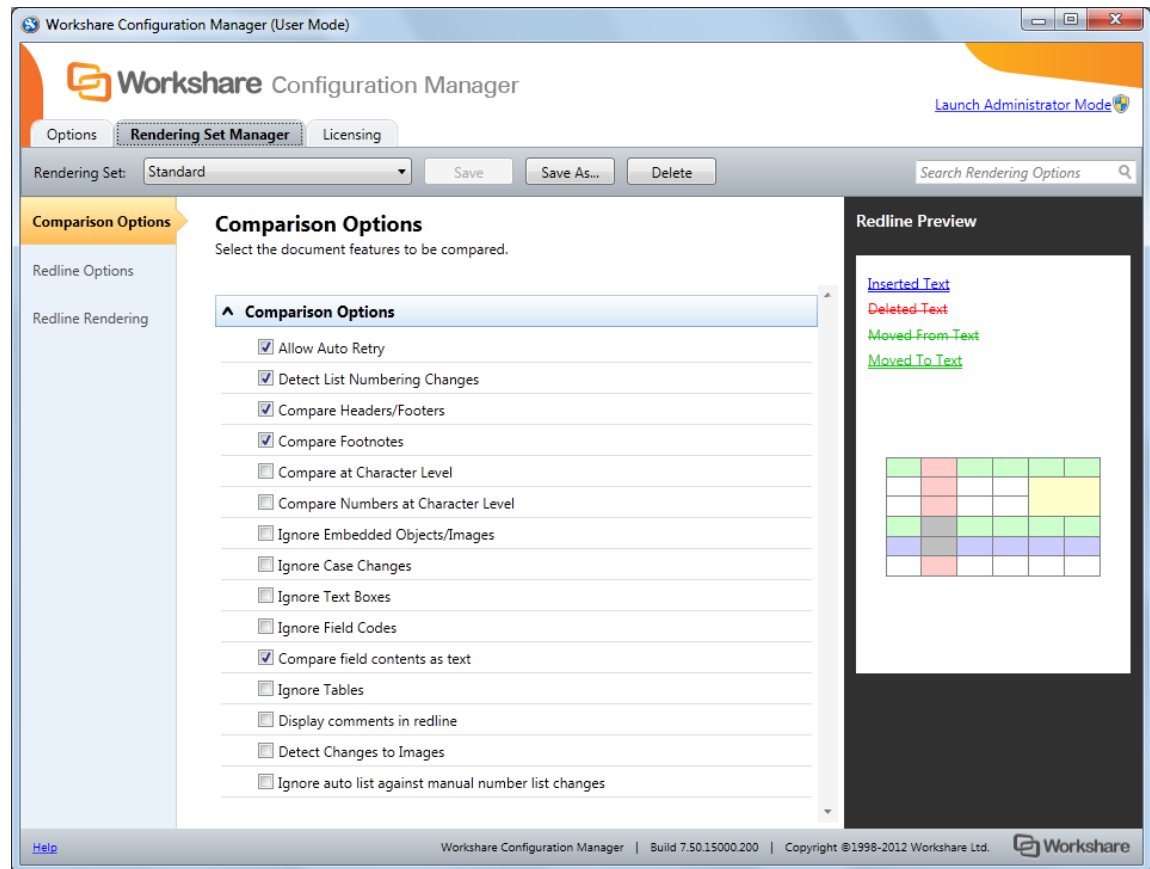 Workshare Configuration Manager (User Mode)
Workshare Configuration Manager
Launch Administrator Mode
Options Rendering Set Manager Licensing
Rendering Set: Standard Save Save As... Delete Search Rendering Options
Comparison Options
Redline Options
Redline Rendering
Comparison Options
Select the document features to be compared.
Comparison Options
Allow Auto Retry
Detect List Numbering Changes
Compare Headers/Footers
Compare Footnotes
Compare at Character Level
Compare Numbers at Character Level
Ignore Embedded Objects/Images
Ignore Case Changes
Ignore Text Boxes
Ignore Field Codes
Compare field contents as text
Ignore Tables
Display comments in redline
Detect Changes to Images
Ignore auto list against manual number list changes
Redline Preview
Inserted Text
Deleted Text
Moved From Text
Moved To Text
Help Workshare Configuration Manager | Build 7.50.15000.200 | Copyright ©1998-2012 Workshare Ltd. Workshare